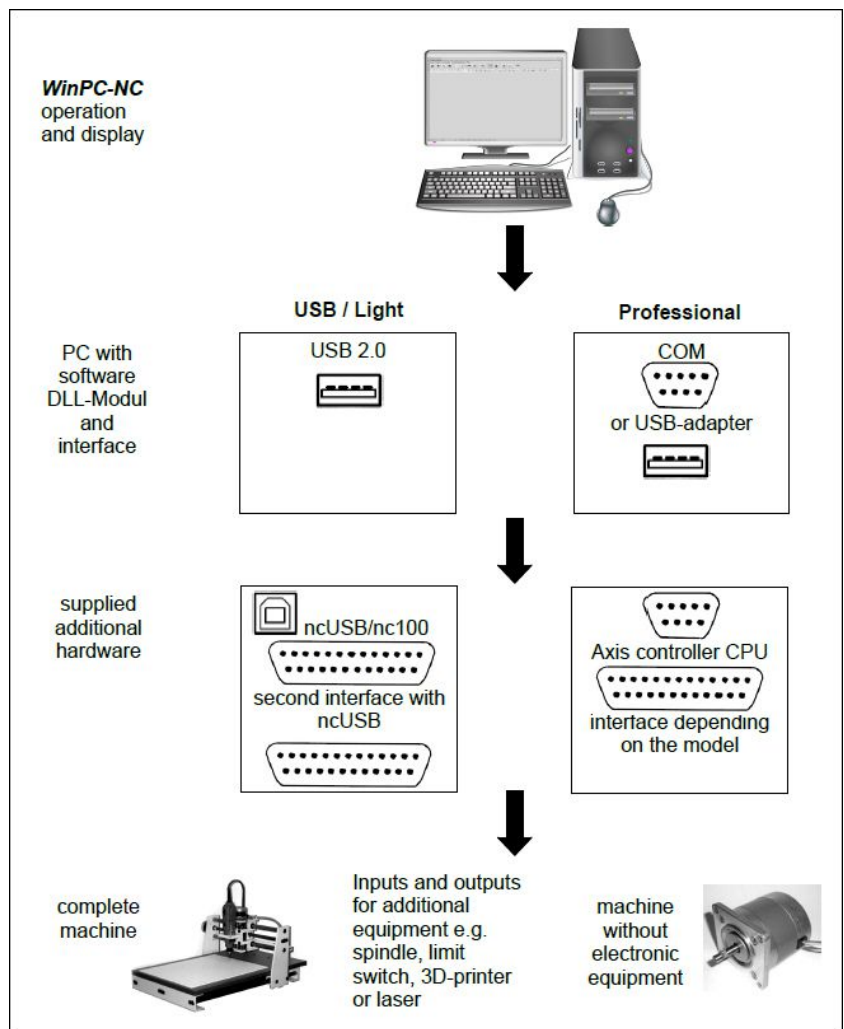 WinPC-NC
operation
and display
USB / Light
Professional
PC with
software
DLL-Modul
and
interface
USB 2.0
COM
or USB-adapter
supplied
additional
hardware
ncUSB/nc100
second interface with
ncUSB
Axis controller CPU
interface depending
on the model
complete
machine
Inputs and outputs
for additional
equipment e.g.
spindle, limit
switch, 3D-printer
or laser
machine
without
electronic
equipment